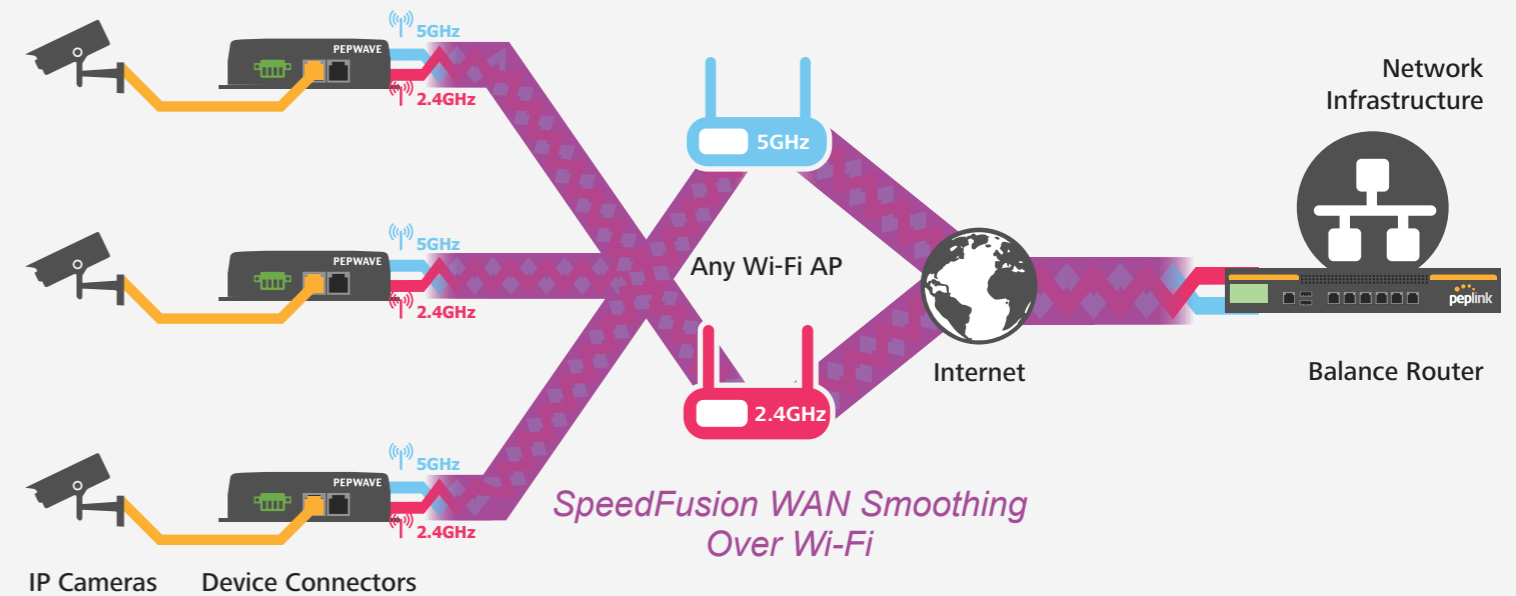 5GHz
PEPWAVE
2.4GHz
5GHz
PEPWAVE
2.4GHz
5GHz
PEPWAVE
2.4GHz
IP Cameras
Device Connectors
5GHz
Any Wi-Fi AP
2.4GHz
SpeedFusion WAN Smoothing
Over Wi-Fi
Internet
Network
Infrastructure
peplink
Balance Router